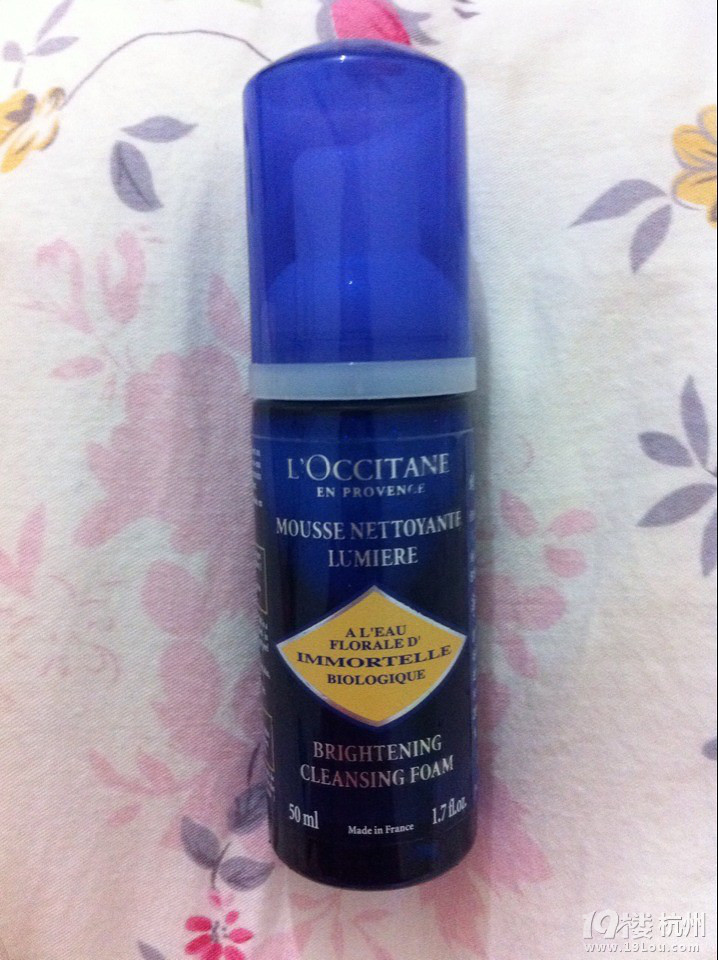 L'OCCITANE
EN PROVENCE
MOUSSE NETTOYANTE
LUMIERE
A L'EAU
FLORALE D'
IMMORTELLE
BIOLOGIQUE
BRIGHTENING
CLEANSING FOAM
50 ml
Made in France
1.7 fl.oz.
19楼 杭州
www.19lou.com